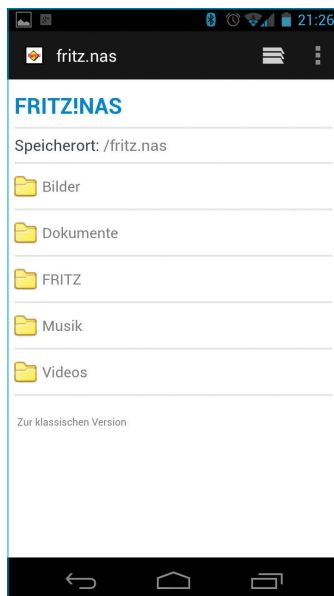 21:26
fritz.nas
FRITZ!NAS
Speicherort: /fritz.nas
Bilder
Dokumente
FRITZ
Musik
Videos
Zur klassischen Version